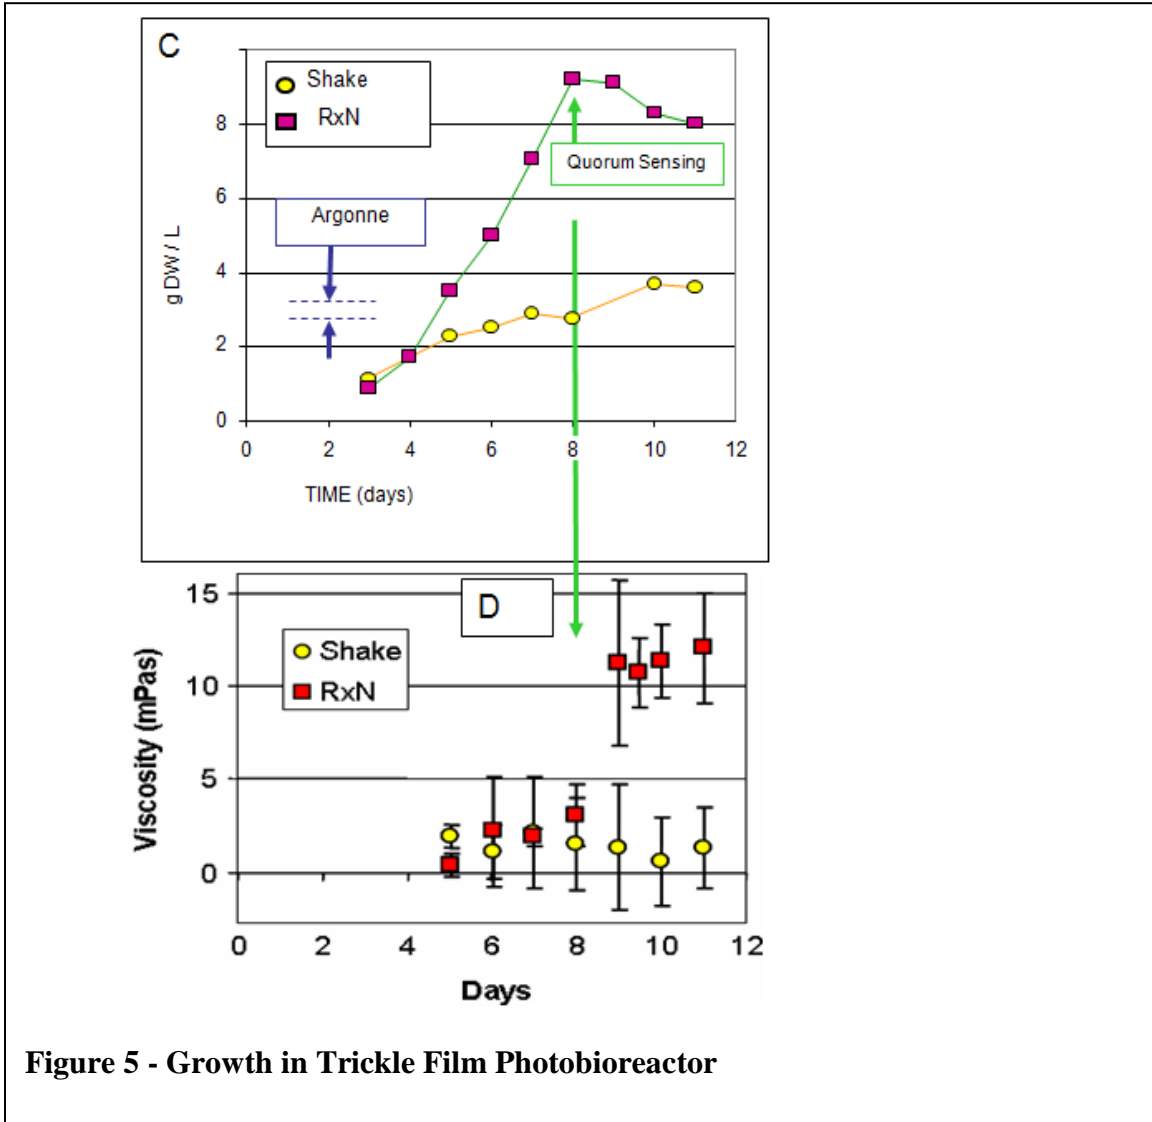 C
Shake
RxN
8
Quorum Sensing
6
Argonne
g DW / L
4
2
0
0 2 4 6 8 10 12
TIME (days)
D
15
Shake
RxN
10
Viscosity (mPas)
5
0
0 2 4 6 8 10 12
Days
Figure 5 - Growth in Trickle Film Photobioreactor